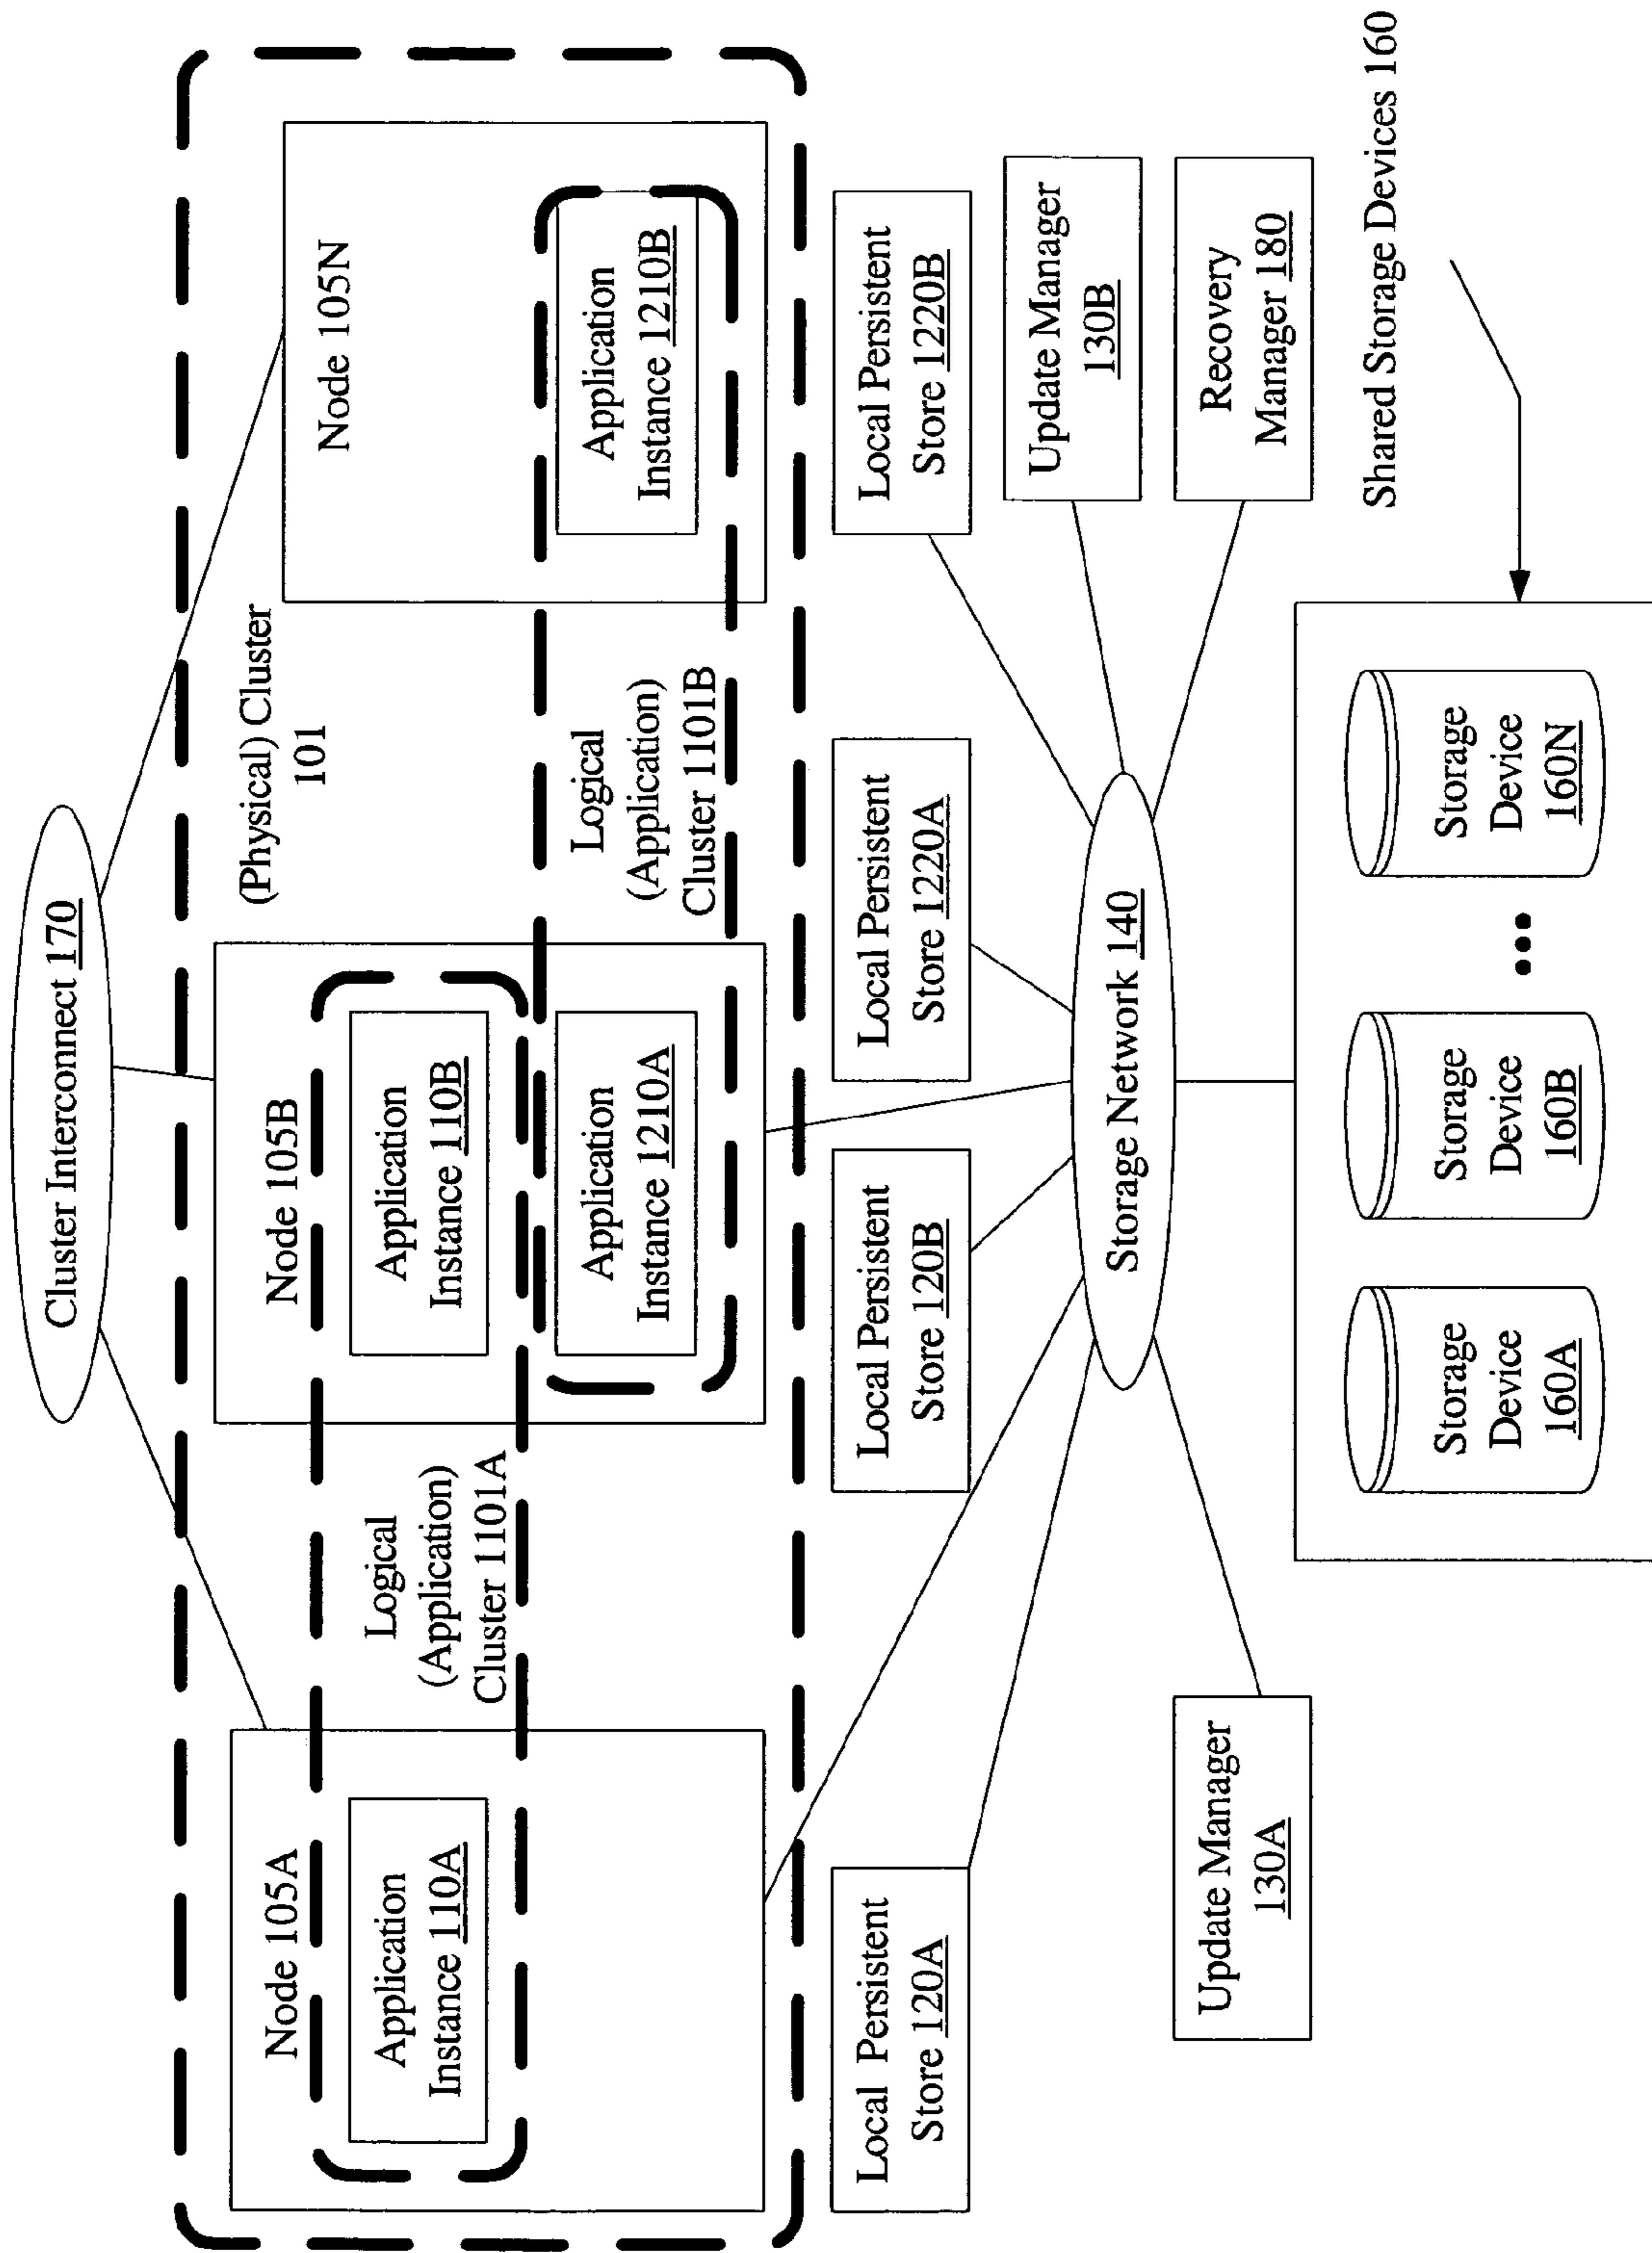 Cluster Interconnect 170
(Physical) Cluster
101
Node 105A
Application
Instance 110A
Logical
(Application)
Cluster 1101A
Node 105B
Application
Instance 110B
Application
Instance 1210A
Logical
(Application)
Cluster 1101B
Node 105N
Application
Instance 1210B
Local Persistent
Store 120A
Local Persistent
Store 120B
Local Persistent
Store 1220A
Local Persistent
Store 1220B
Update Manager
130A
Storage Network 140
Update Manager
130B
Recovery
Manager 180
Storage
Device
160A
Storage
Device
160B
•••
Storage
Device
160N
Shared Storage Devices 160